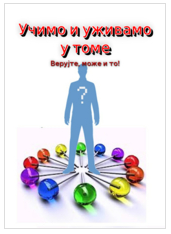 Учимо и уживамо
у томе
Верујте, може и то!
?